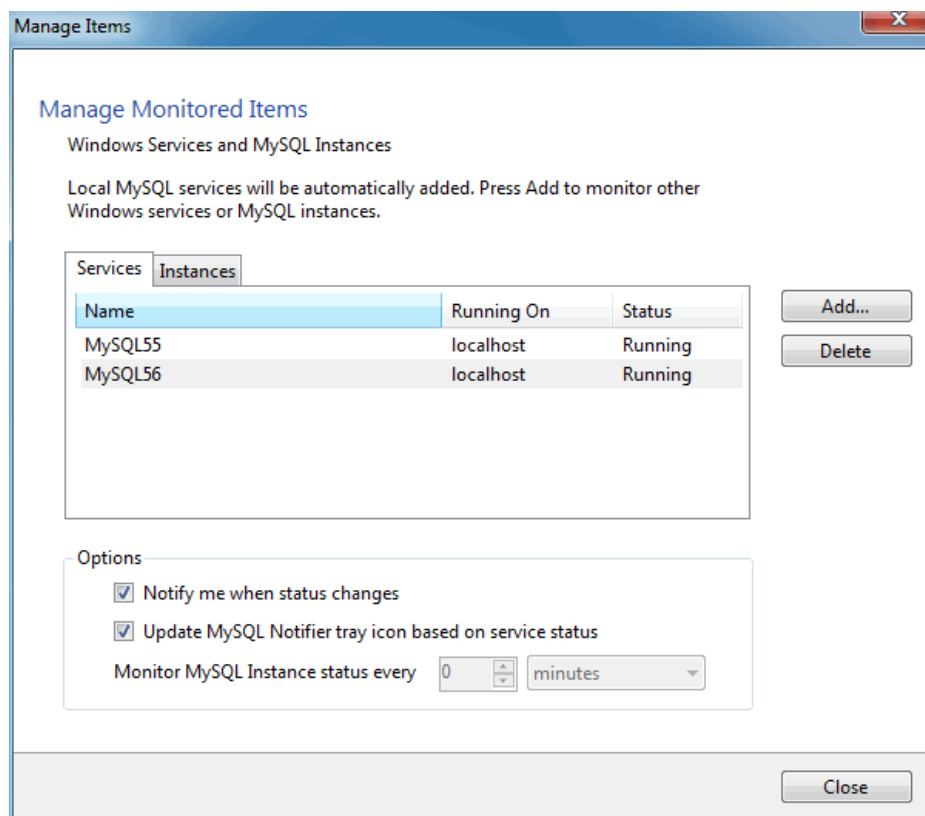 Manage Items
Manage Monitored Items
Windows Services and MySQL Instances
Local MySQL services will be automatically added. Press Add to monitor other
Windows services or MySQL instances.
Services Instances
Name Running On Status
MySQL55 localhost Running
MySQL56 localhost Running
Add...
Delete
Options
Notify me when status changes
Update MySQL Notifier tray icon based on service status
Monitor MySQL Instance status every 0 minutes
Close